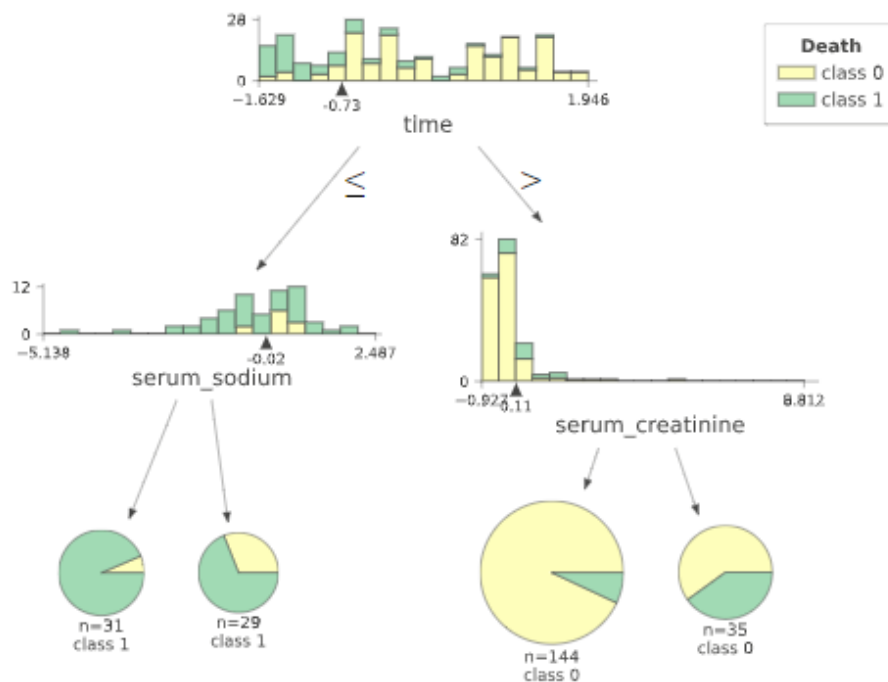 28
0
−1.629
-0.73
1.946
time
Death
class 0
class 1
≤
>
12
0
−5.138
-0.02
2.487
serum_sodium
82
0
0.11
8.812
serum_creatinine
n=31
class 1
n=29
class 1
n=144
class 0
n=35
class 0